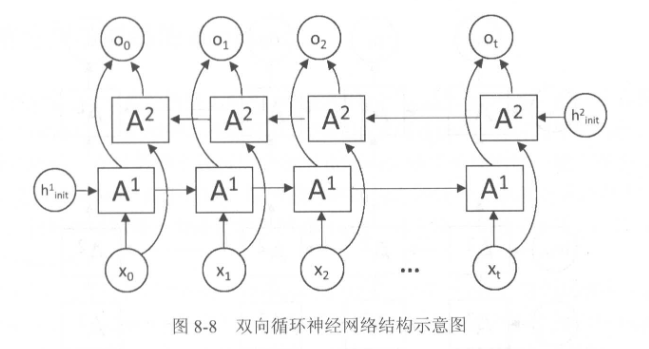 o₀ o₁ o₂ oₜ
A² A² A² A² h²ᵢₙᵢₜ
h¹ᵢₙᵢₜ A¹ A¹ A¹ A¹
x₀ x₁ x₂ ... xₜ
图 8-8 双向循环神经网络结构示意图